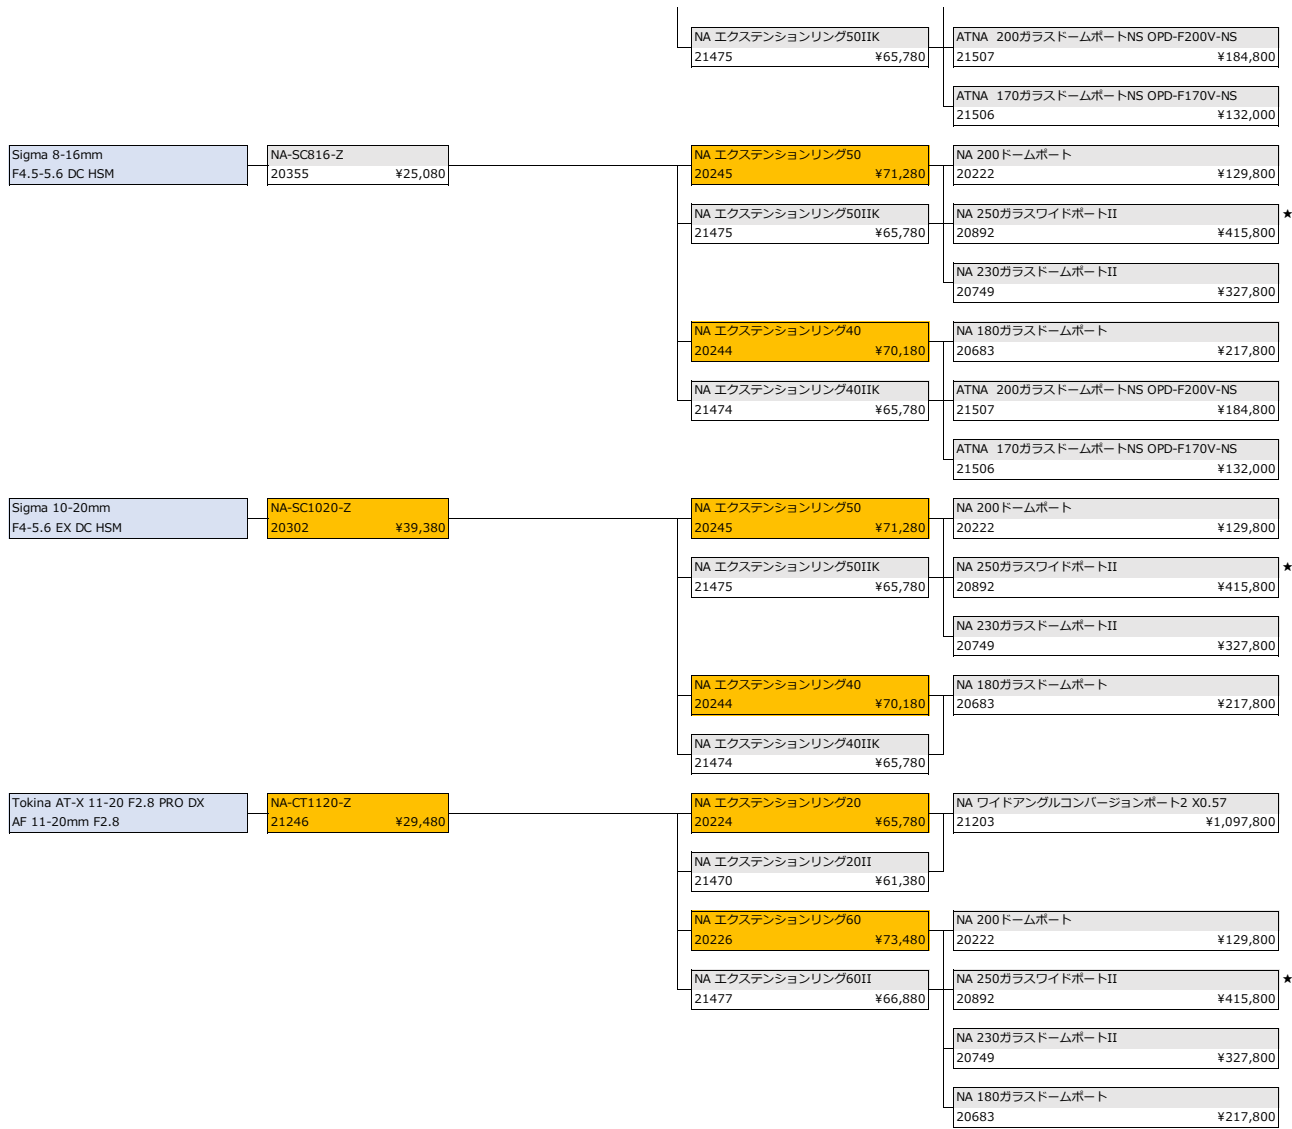 NA エクステンションリング50IIK
21475 ¥65,780
ATNA 200ガラスドームポートNS OPD-F200V-NS
21507 ¥184,800
ATNA 170ガラスドームポートNS OPD-F170V-NS
21506 ¥132,000
Sigma 8-16mm
F4.5-5.6 DC HSM
NA-SC816-Z
20355 ¥25,080
NA エクステンションリング50
20245 ¥71,280
NA 200ドームポート
20222 ¥129,800
NA エクステンションリング50IIK
21475 ¥65,780
NA 250ガラスワイドポートII ★
20892 ¥415,800
NA 230ガラスドームポートII
20749 ¥327,800
NA エクステンションリング40
20244 ¥70,180
NA 180ガラスドームポート
20683 ¥217,800
NA エクステンションリング40IIK
21474 ¥65,780
ATNA 200ガラスドームポートNS OPD-F200V-NS
21507 ¥184,800
ATNA 170ガラスドームポートNS OPD-F170V-NS
21506 ¥132,000
Sigma 10-20mm
F4-5.6 EX DC HSM
NA-SC1020-Z
20302 ¥39,380
NA エクステンションリング50
20245 ¥71,280
NA 200ドームポート
20222 ¥129,800
NA エクステンションリング50IIK
21475 ¥65,780
NA 250ガラスワイドポートII ★
20892 ¥415,800
NA 230ガラスドームポートII
20749 ¥327,800
NA エクステンションリング40
20244 ¥70,180
NA 180ガラスドームポート
20683 ¥217,800
NA エクステンションリング40IIK
21474 ¥65,780
Tokina AT-X 11-20 F2.8 PRO DX
AF 11-20mm F2.8
NA-CT1120-Z
21246 ¥29,480
NA エクステンションリング20
20224 ¥65,780
NA ワイドアングルコンバージョンポート2 X0.57
21203 ¥1,097,800
NA エクステンションリング20II
21470 ¥61,380
NA エクステンションリング60
20226 ¥73,480
NA 200ドームポート
20222 ¥129,800
NA エクステンションリング60II
21477 ¥66,880
NA 250ガラスワイドポートII ★
20892 ¥415,800
NA 230ガラスドームポートII
20749 ¥327,800
NA 180ガラスドームポート
20683 ¥217,800